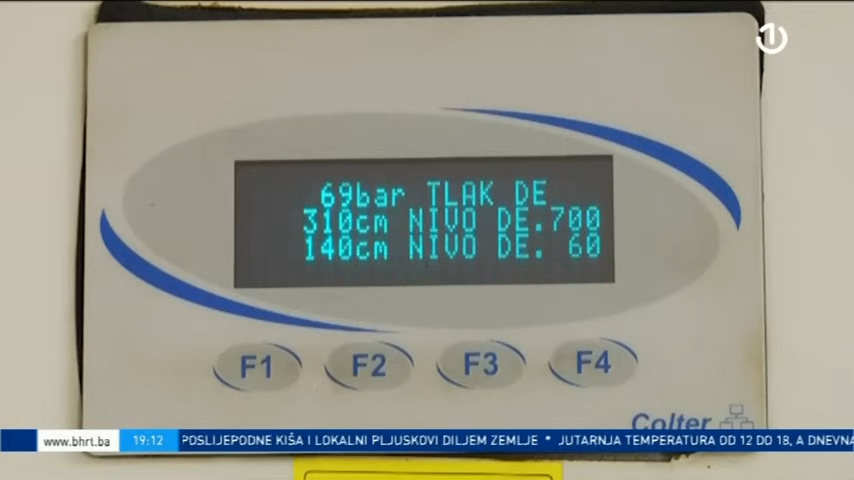 1
69bar TLAK DE
310cm NIVO DE.700
140cm NIVO DE. 60
F1 F2 F3 F4
Colter
www.bhrt.ba 19:12 POSLIJEPODNE KIŠA I LOKALNI PLJUSKOVI DILJEM ZEMLJE * JUTARNJA TEMPERATURA OD 12 DO 18, A DNEVNA